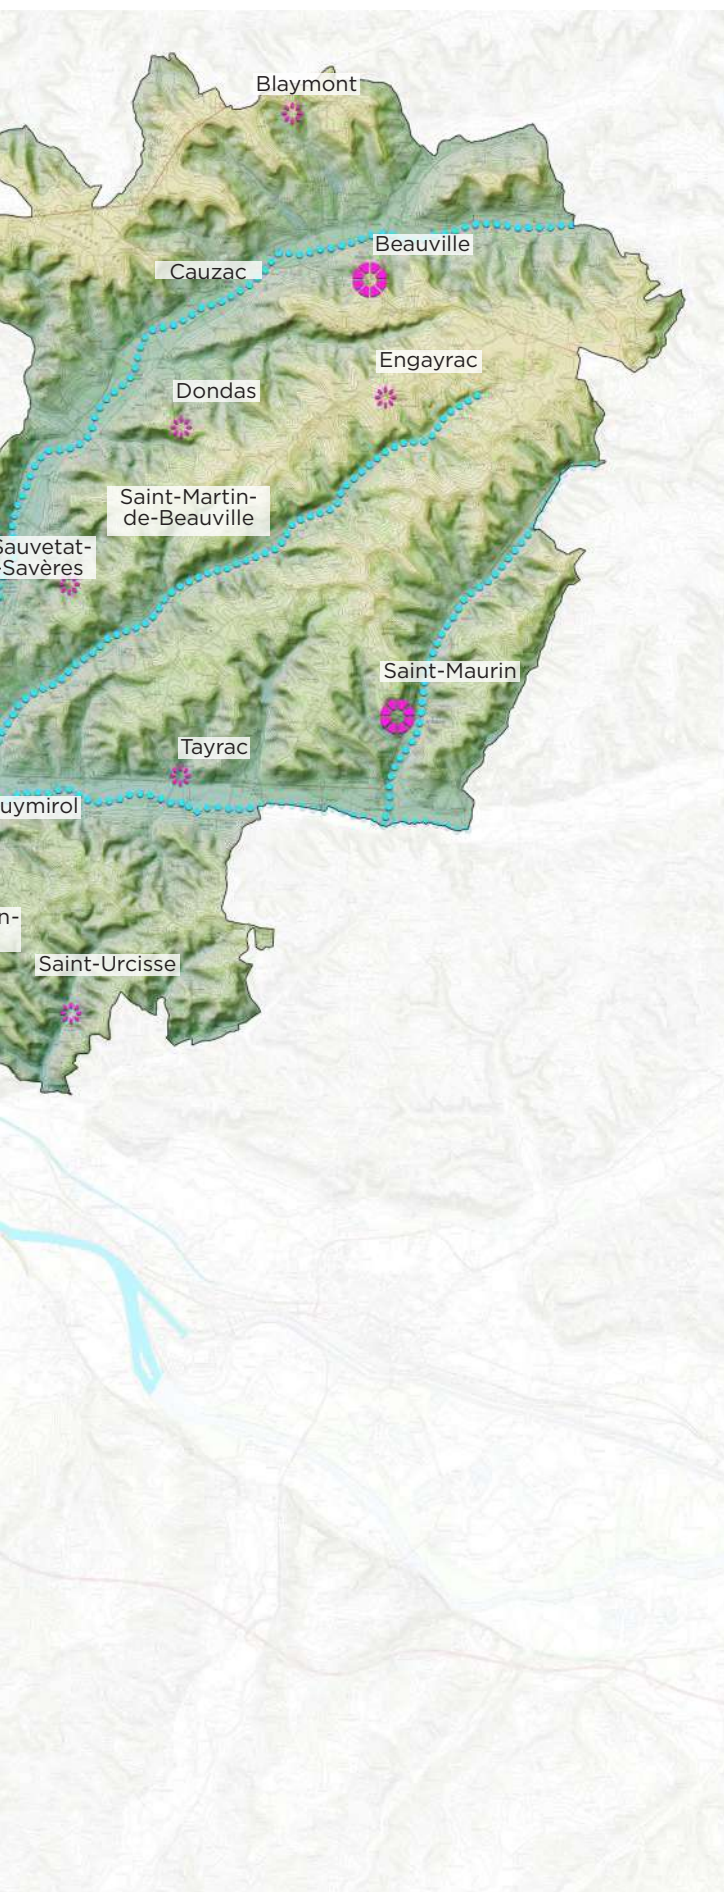 Blaymont
Beauville
Cauzac
Engayrac
Dondas
Saint-Martin-
de-Beauville
Sauvetat-
-Savères
Saint-Maurin
Tayrac
uymirol
n-
Saint-Urcisse